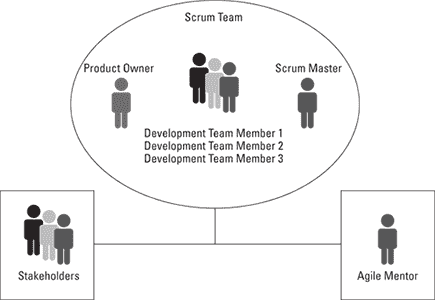 Scrum Team
Product Owner
Scrum Master
Development Team Member 1
Development Team Member 2
Development Team Member 3
Stakeholders
Agile Mentor